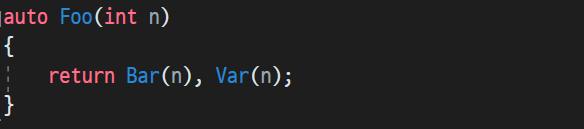 auto Foo(int n)
{
return Bar(n), Var(n);
}